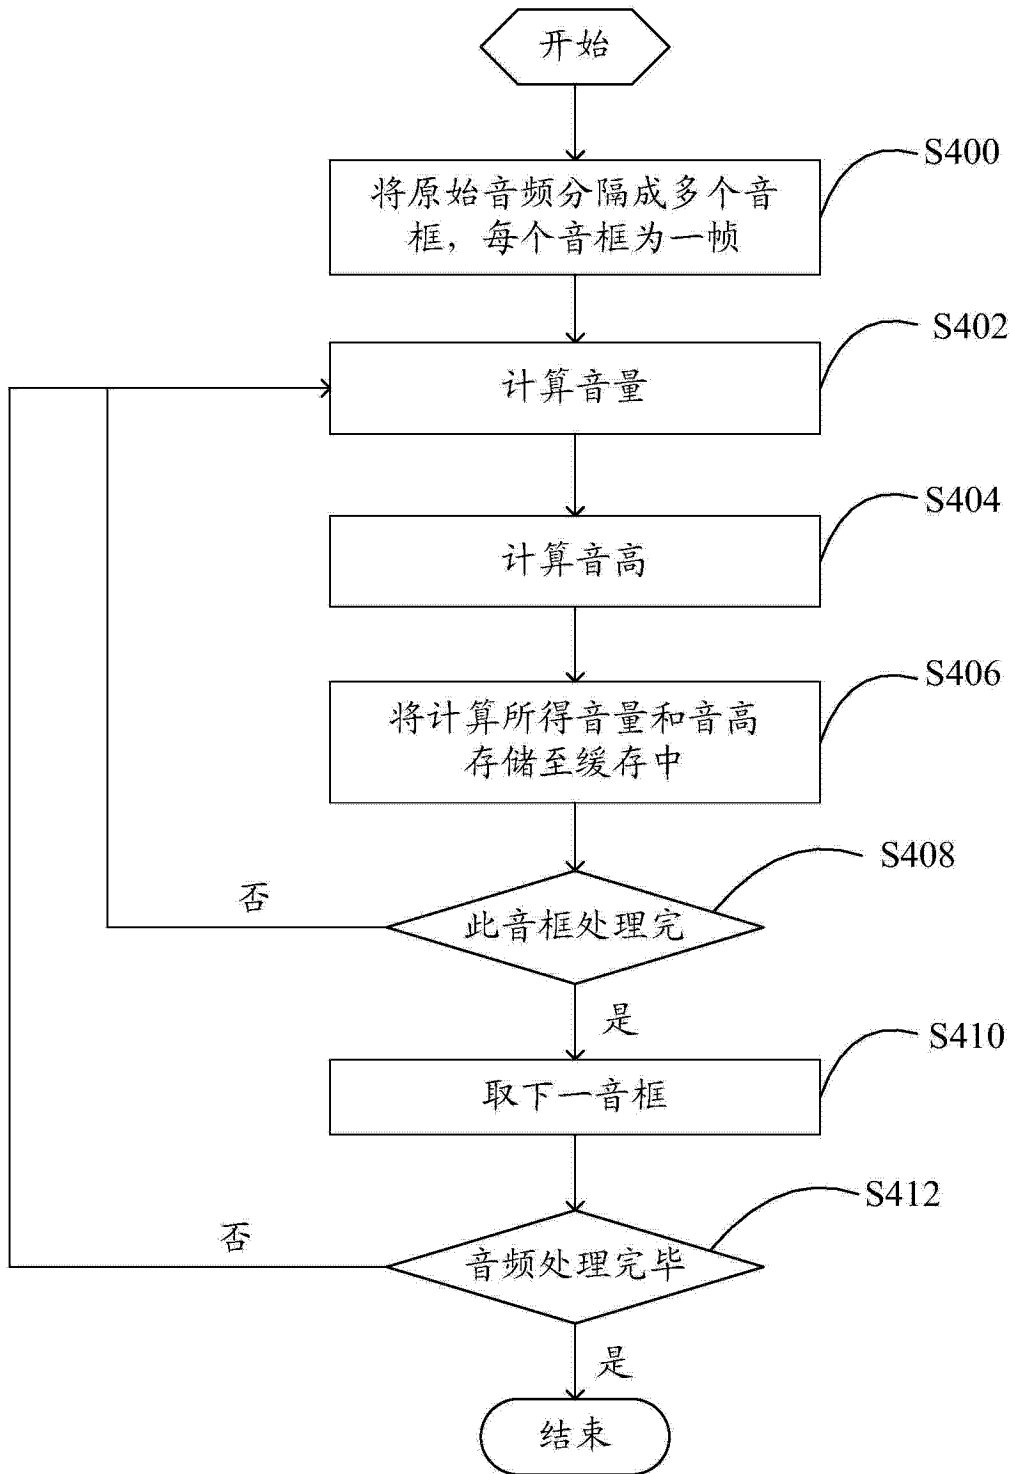 开始
S400
将原始音频分隔成多个音
框，每个音框为一帧
S402
计算音量
S404
计算音高
S406
将计算所得音量和音高
存储至缓存中
S408
否
此音框处理完
是
S410
取下一音框
S412
否
音频处理完毕
是
结束